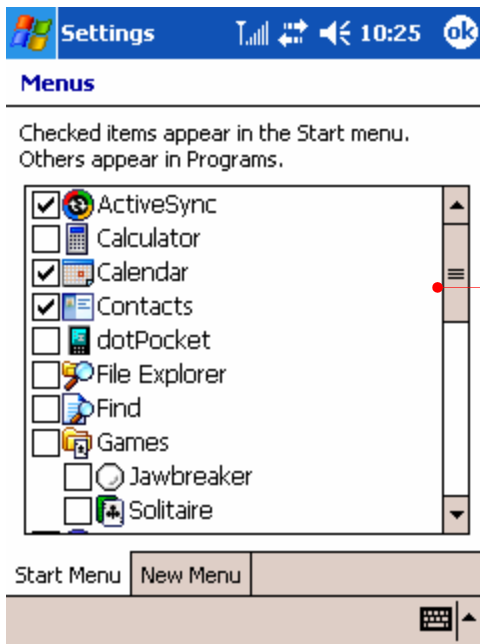 Settings 10:25 ok
Menus
Checked items appear in the Start menu.
Others appear in Programs.
ActiveSync
Calculator
Calendar
Contacts
dotPocket
File Explorer
Find
Games
Jawbreaker
Solitaire
Start Menu New Menu